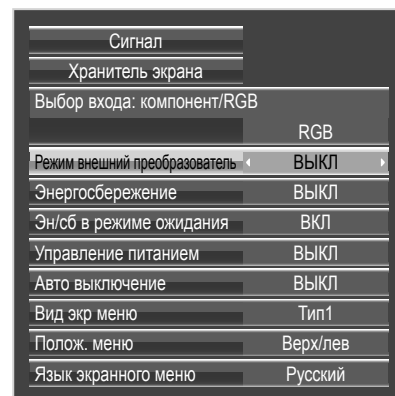 Сигнал
Хранитель экрана
Выбор входа: компонент/RGB
RGB
Режим внешний преобразователь ВЫКЛ
Энергосбережение ВЫКЛ
Эн/сб в режиме ожидания ВКЛ
Управление питанием ВЫКЛ
Авто выключение ВЫКЛ
Вид экр меню Тип1
Полож. меню Верх/лев
Язык экранного меню Русский